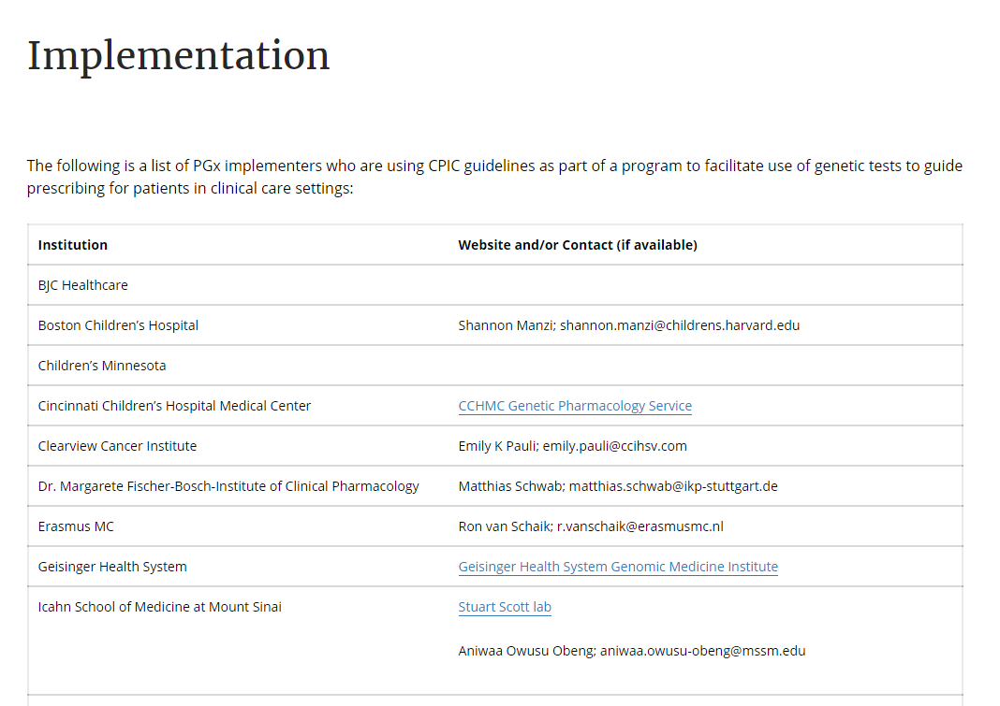 Implementation
The following is a list of PGx implementers who are using CPIC guidelines as part of a program to facilitate use of genetic tests to guide
prescribing for patients in clinical care settings:
Institution Website and/or Contact (if available)
BJC Healthcare
Boston Children’s Hospital Shannon Manzi; shannon.manzi@childrens.harvard.edu
Children’s Minnesota
Cincinnati Children’s Hospital Medical Center CCHMC Genetic Pharmacology Service
Clearview Cancer Institute Emily K Pauli; emily.pauli@ccihsv.com
Dr. Margarete Fischer-Bosch-Institute of Clinical Pharmacology Matthias Schwab; matthias.schwab@ikp-stuttgart.de
Erasmus MC Ron van Schaik; r.vanschaik@erasmusmc.nl
Geisinger Health System Geisinger Health System Genomic Medicine Institute
Icahn School of Medicine at Mount Sinai Stuart Scott lab
Aniwaa Owusu Obeng; aniwaa.owusu-obeng@mssm.edu